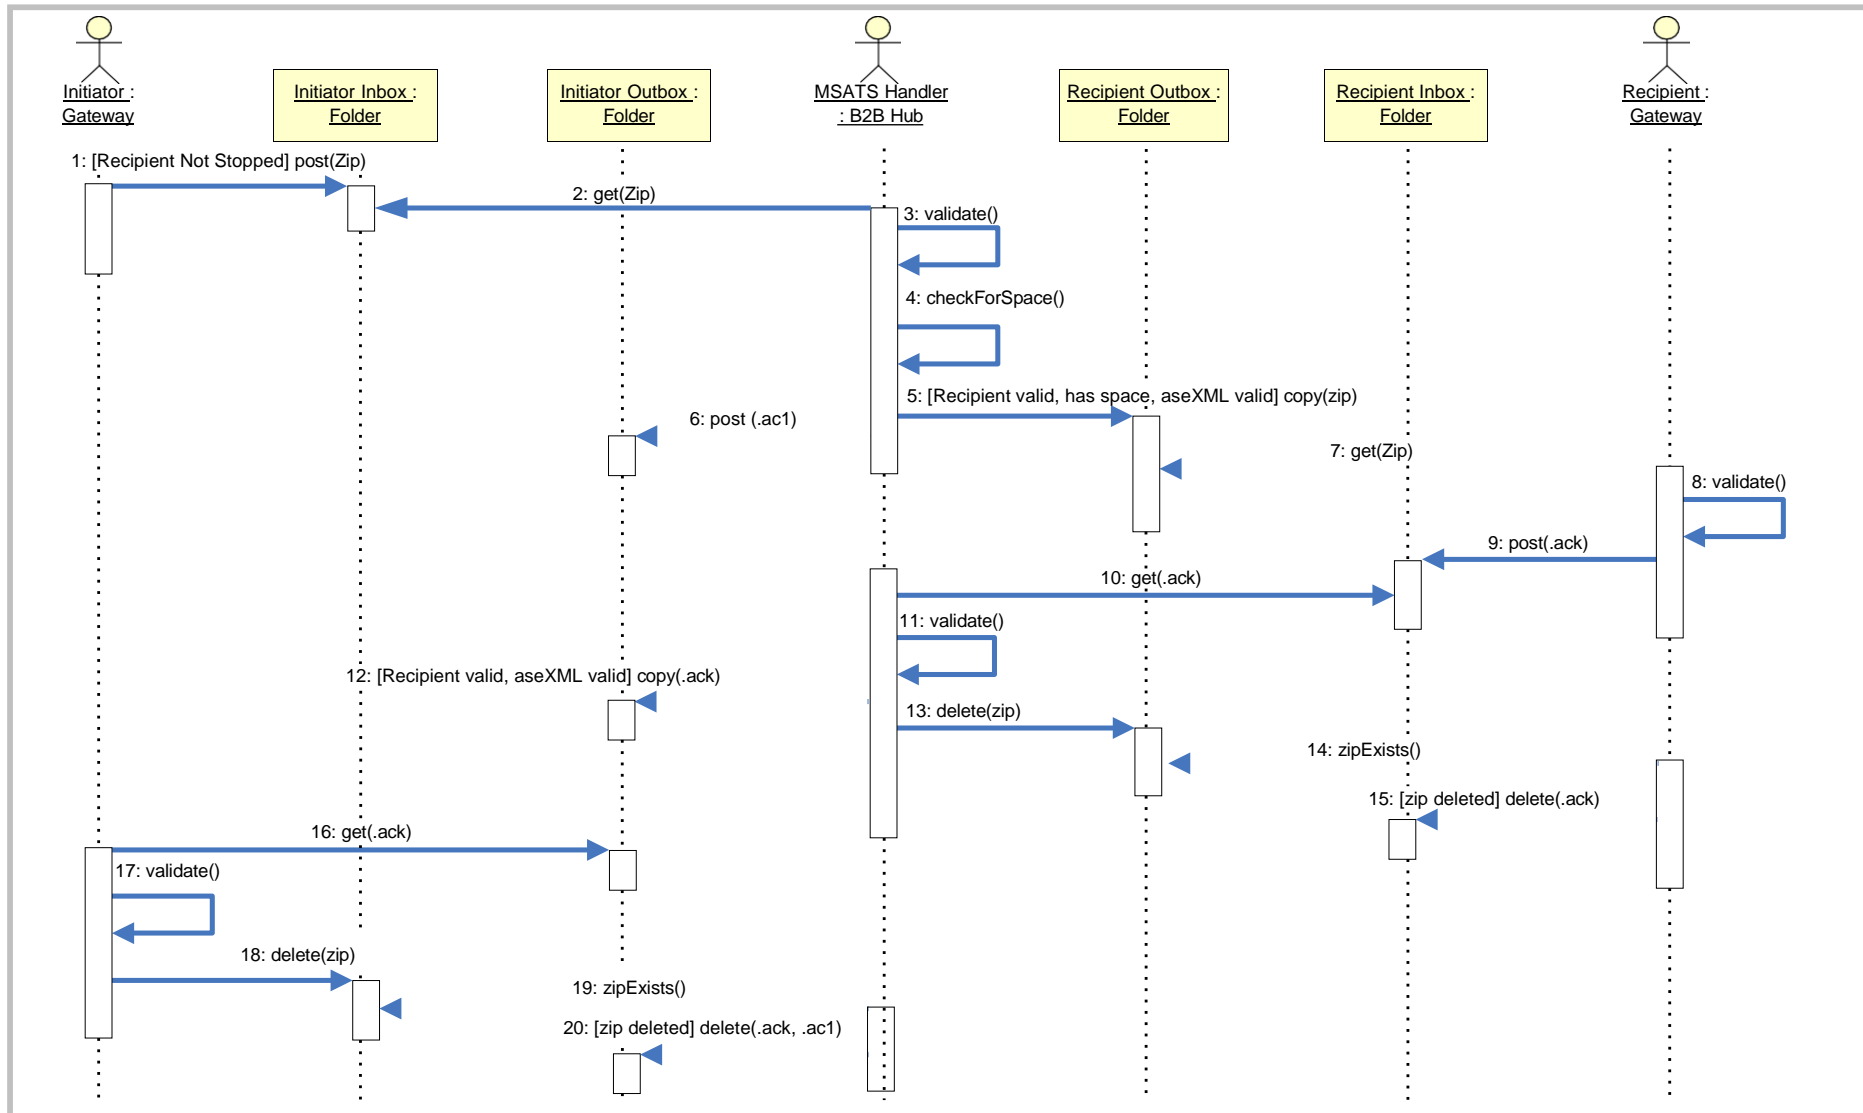 Initiator :
Gateway
Initiator Inbox :
Folder
Initiator Outbox :
Folder
MSATS Handler
: B2B Hub
Recipient Outbox :
Folder
Recipient Inbox :
Folder
Recipient :
Gateway
1: [Recipient Not Stopped] post(Zip)
2: get(Zip)
3: validate()
4: checkForSpace()
5: [Recipient valid, has space, aseXML valid] copy(zip)
6: post (.ac1)
7: get(Zip)
8: validate()
9: post(.ack)
10: get(.ack)
11: validate()
12: [Recipient valid, aseXML valid] copy(.ack)
13: delete(zip)
14: zipExists()
15: [zip deleted] delete(.ack)
16: get(.ack)
17: validate()
18: delete(zip)
19: zipExists()
20: [zip deleted] delete(.ack, .ac1)